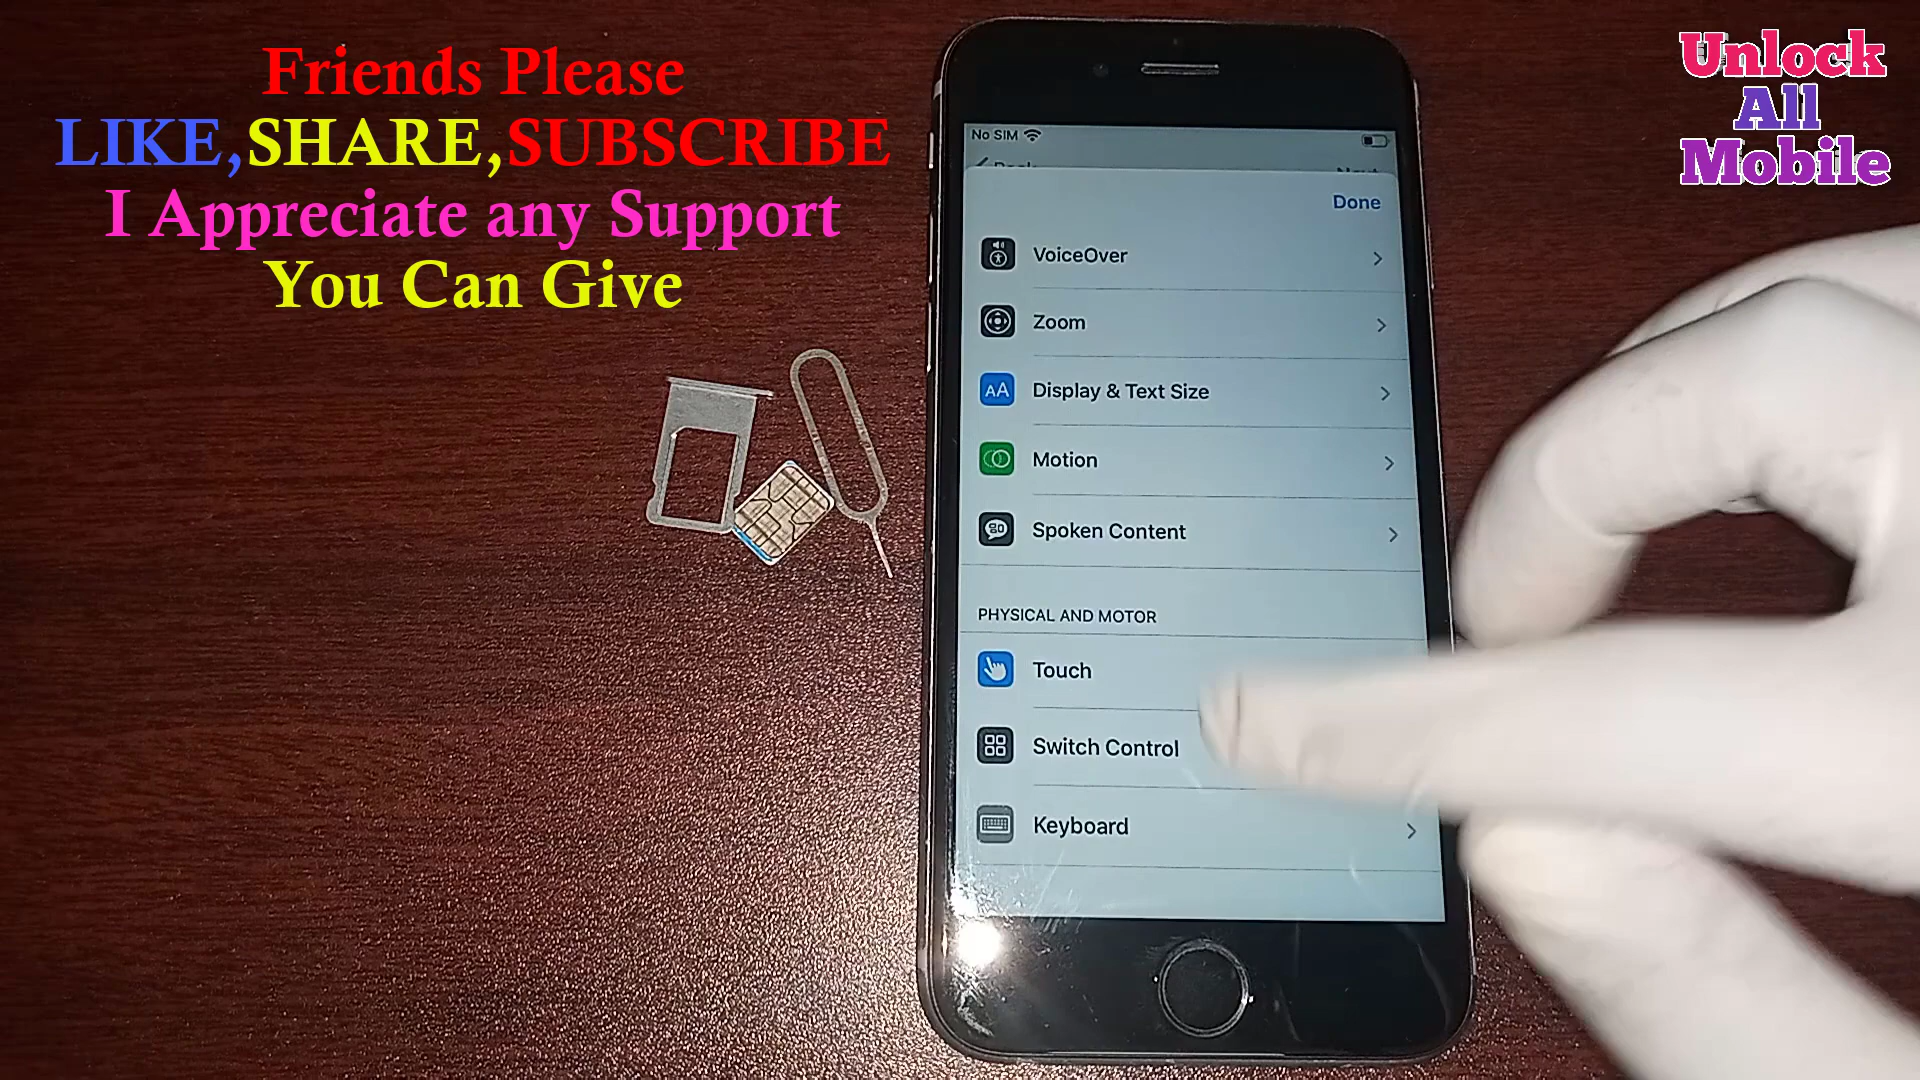 Friends Please
LIKE,SHARE,SUBSCRIBE
I Appreciate any Support
You Can Give
Unlock
All
Mobile
No SIM
Done
VoiceOver
Zoom
AA Display & Text Size
Motion
Spoken Content
PHYSICAL AND MOTOR
Touch
Switch Control
Keyboard